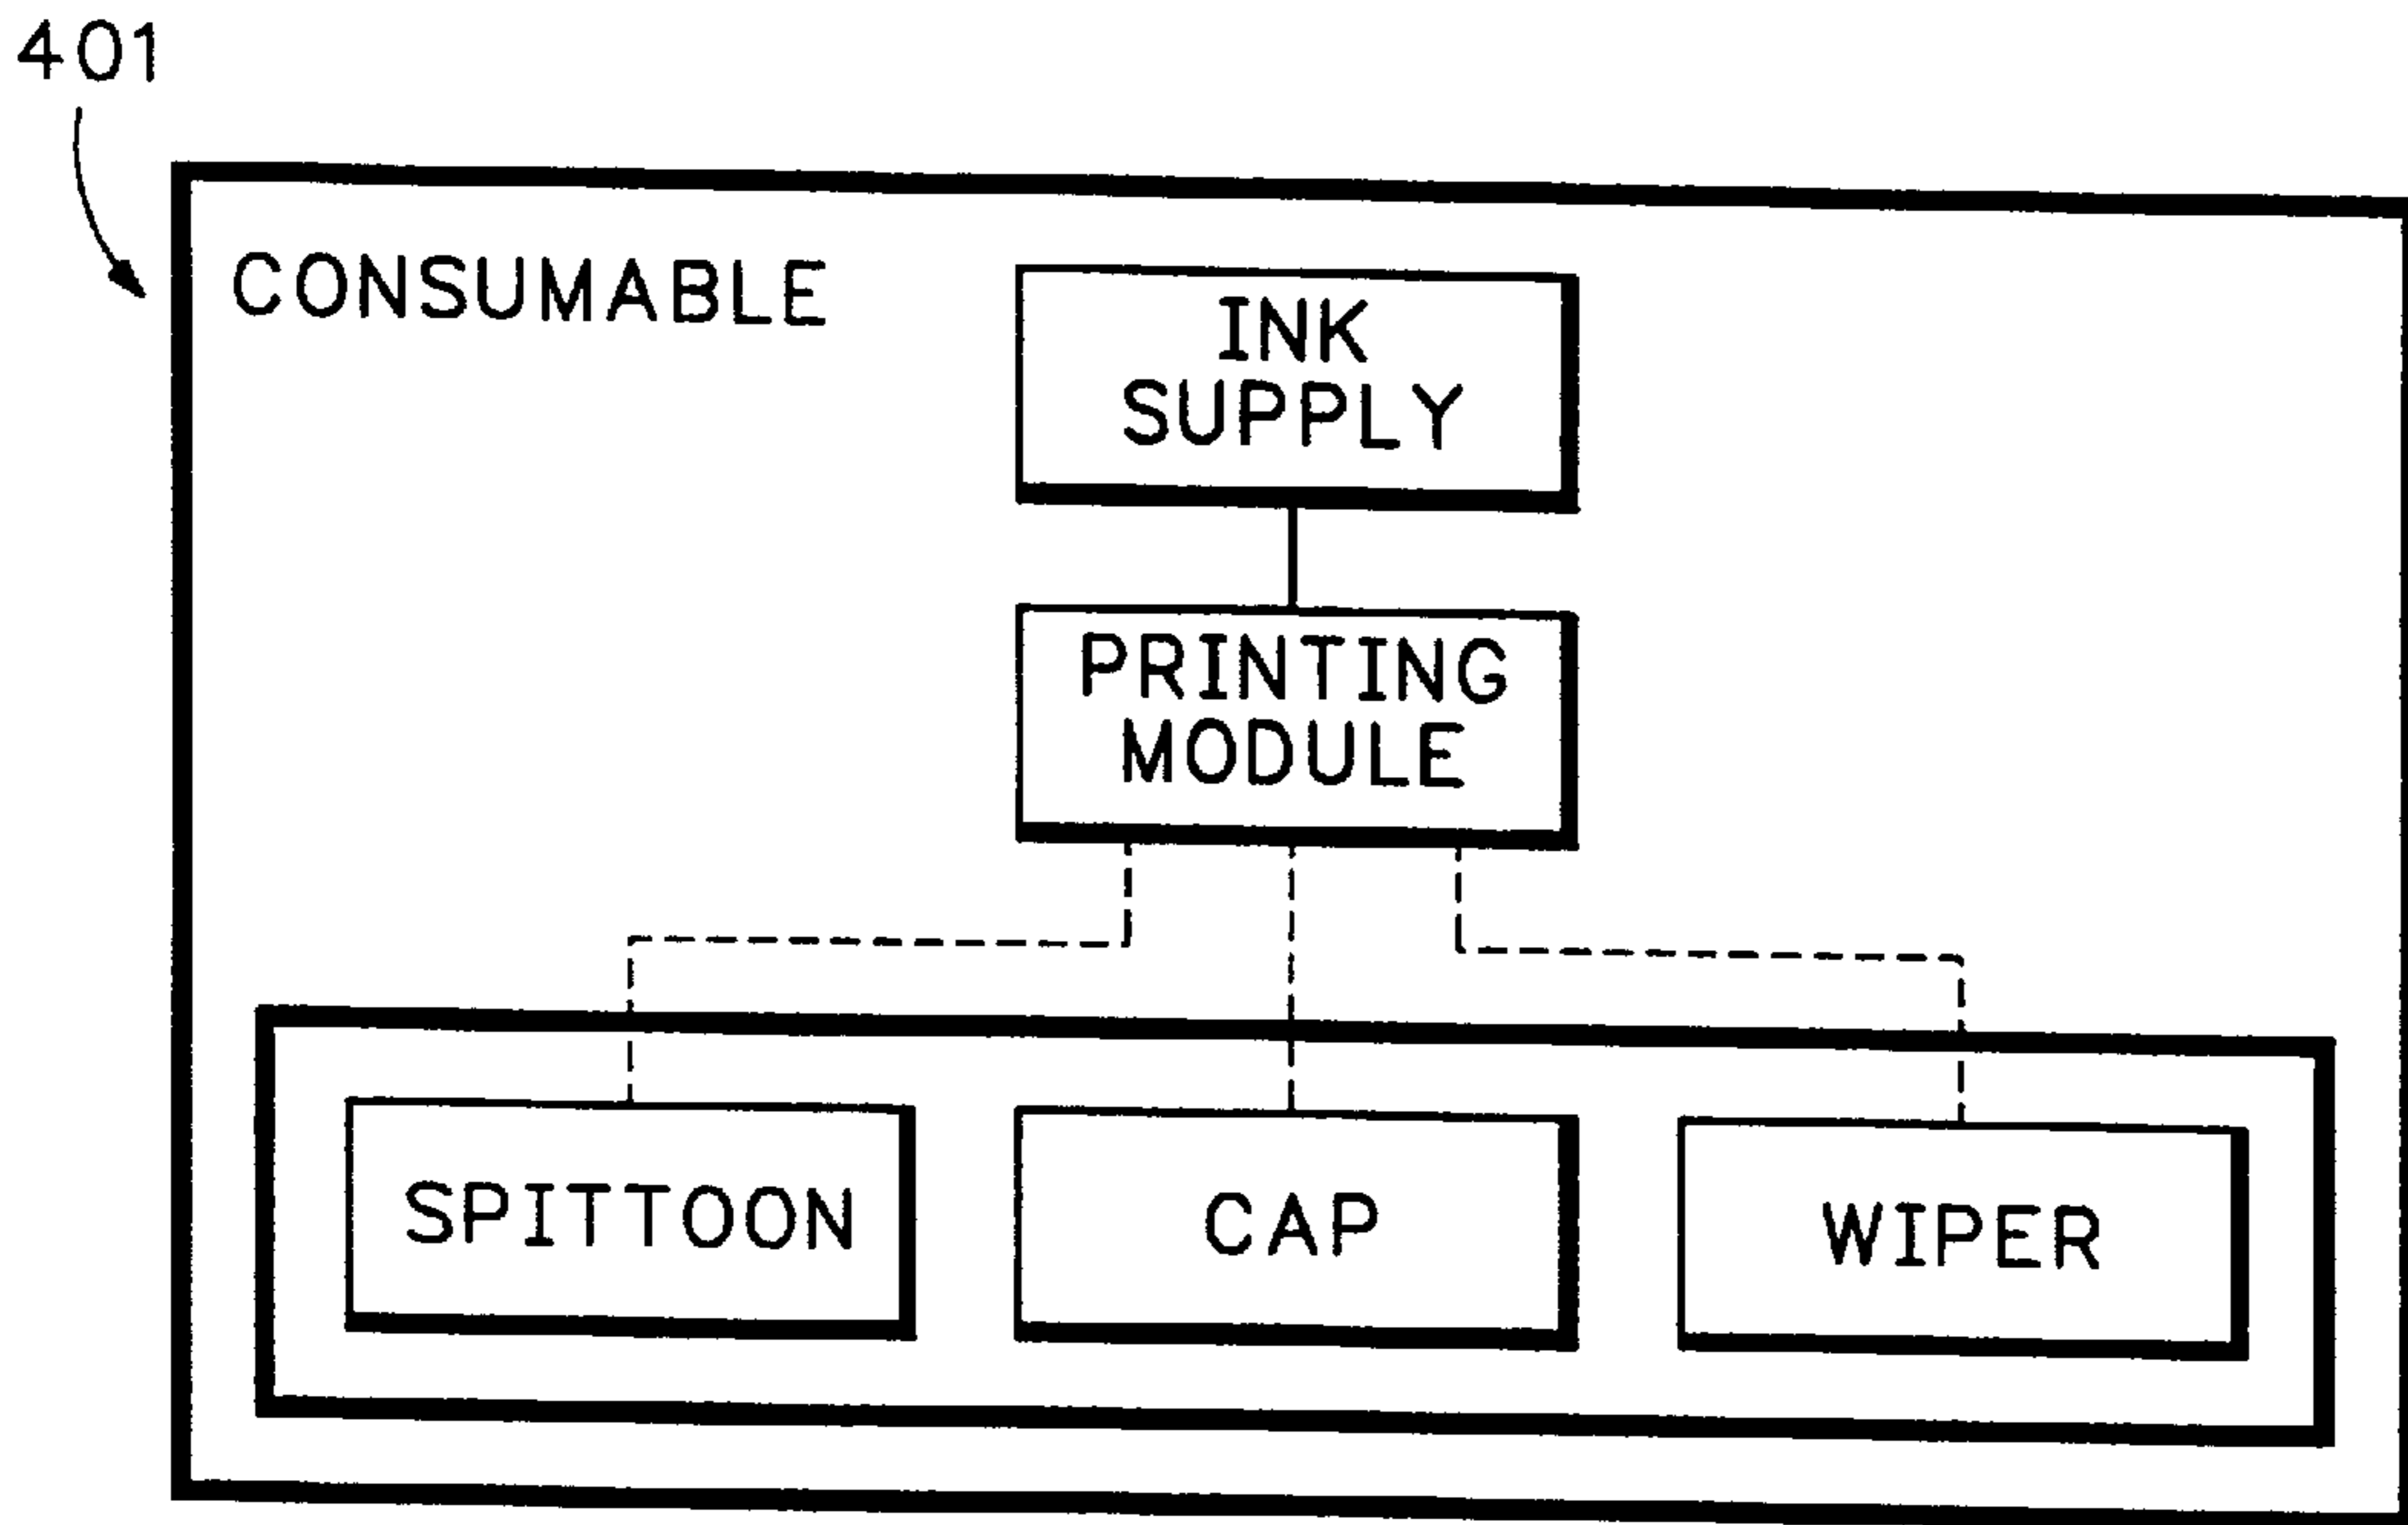 401
CONSUMABLE
INK
SUPPLY
PRINTING
MODULE
SPITTOON
CAP
WIPER